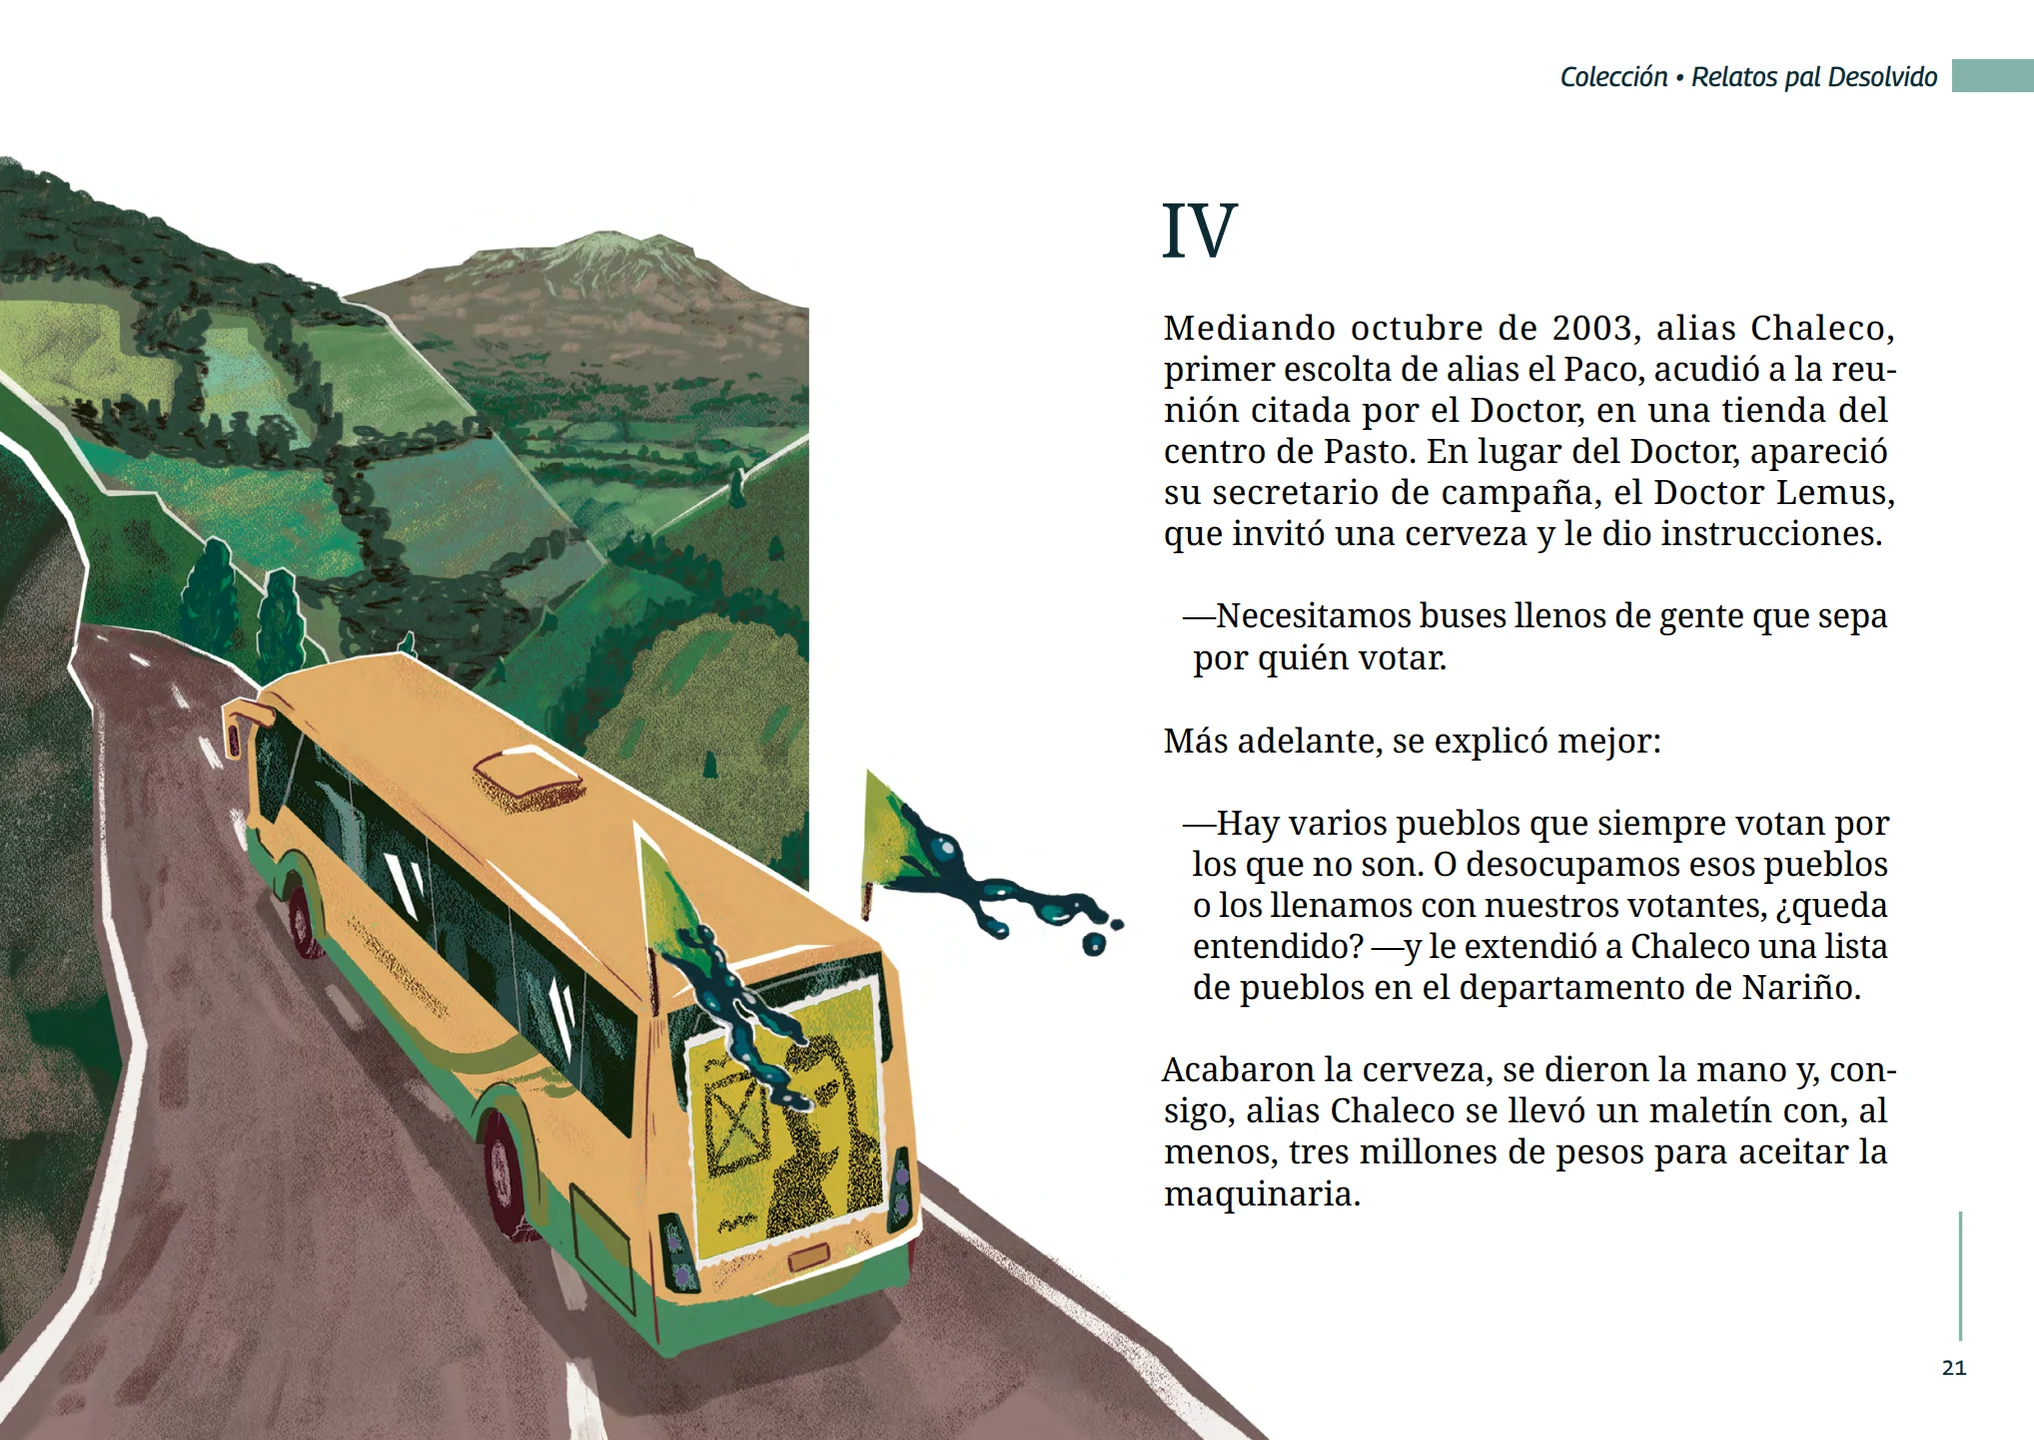 Colección • Relatos pal Desolvido
IV
Mediando octubre de 2003, alias Chaleco,
primer escolta de alias el Paco, acudió a la reu-
nión citada por el Doctor, en una tienda del
centro de Pasto. En lugar del Doctor, apareció
su secretario de campaña, el Doctor Lemus,
que invitó una cerveza y le dio instrucciones.
—Necesitamos buses llenos de gente que sepa
por quién votar.
Más adelante, se explicó mejor:
—Hay varios pueblos que siempre votan por
los que no son. O desocupamos esos pueblos
o los llenamos con nuestros votantes, ¿queda
entendido? —y le extendió a Chaleco una lista
de pueblos en el departamento de Nariño.
Acabaron la cerveza, se dieron la mano y, con-
sigo, alias Chaleco se llevó un maletín con, al
menos, tres millones de pesos para aceitar la
maquinaria.
21